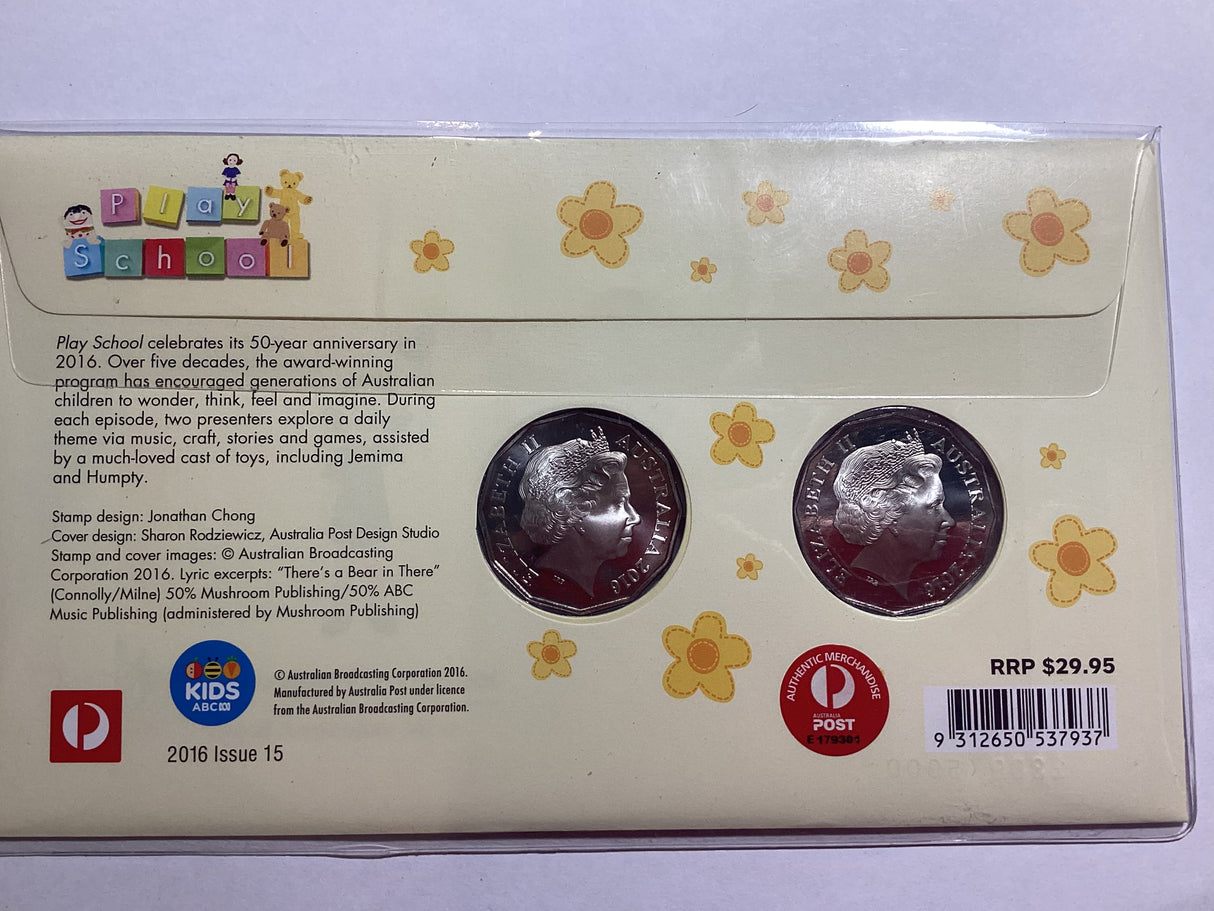 Play
School
Play School celebrates its 50-year anniversary in
2016. Over five decades, the award-winning
program has encouraged generations of Australian
children to wonder, think, feel and imagine. During
each episode, two presenters explore a daily
theme via music, craft, stories and games, assisted
by a much-loved cast of toys, including Jemima
and Humpty.
Stamp design: Jonathan Chong
Cover design: Sharon Rodziewicz, Australia Post Design Studio
Stamp and cover images: © Australian Broadcasting
Corporation 2016. Lyric excerpts: “There’s a Bear in There”
(Connolly/Milne) 50% Mushroom Publishing/50% ABC
Music Publishing (administered by Mushroom Publishing)
ELIZABETH II AUSTRALIA 2016
ELIZABETH II AUSTRALIA 2016
KIDS
ABC
© Australian Broadcasting Corporation 2016.
Manufactured by Australia Post under licence
from the Australian Broadcasting Corporation.
2016 Issue 15
AUTHENTIC MERCHANDISE
AUSTRALIA
POST
E 179301
RRP $29.95
9 312650 537937